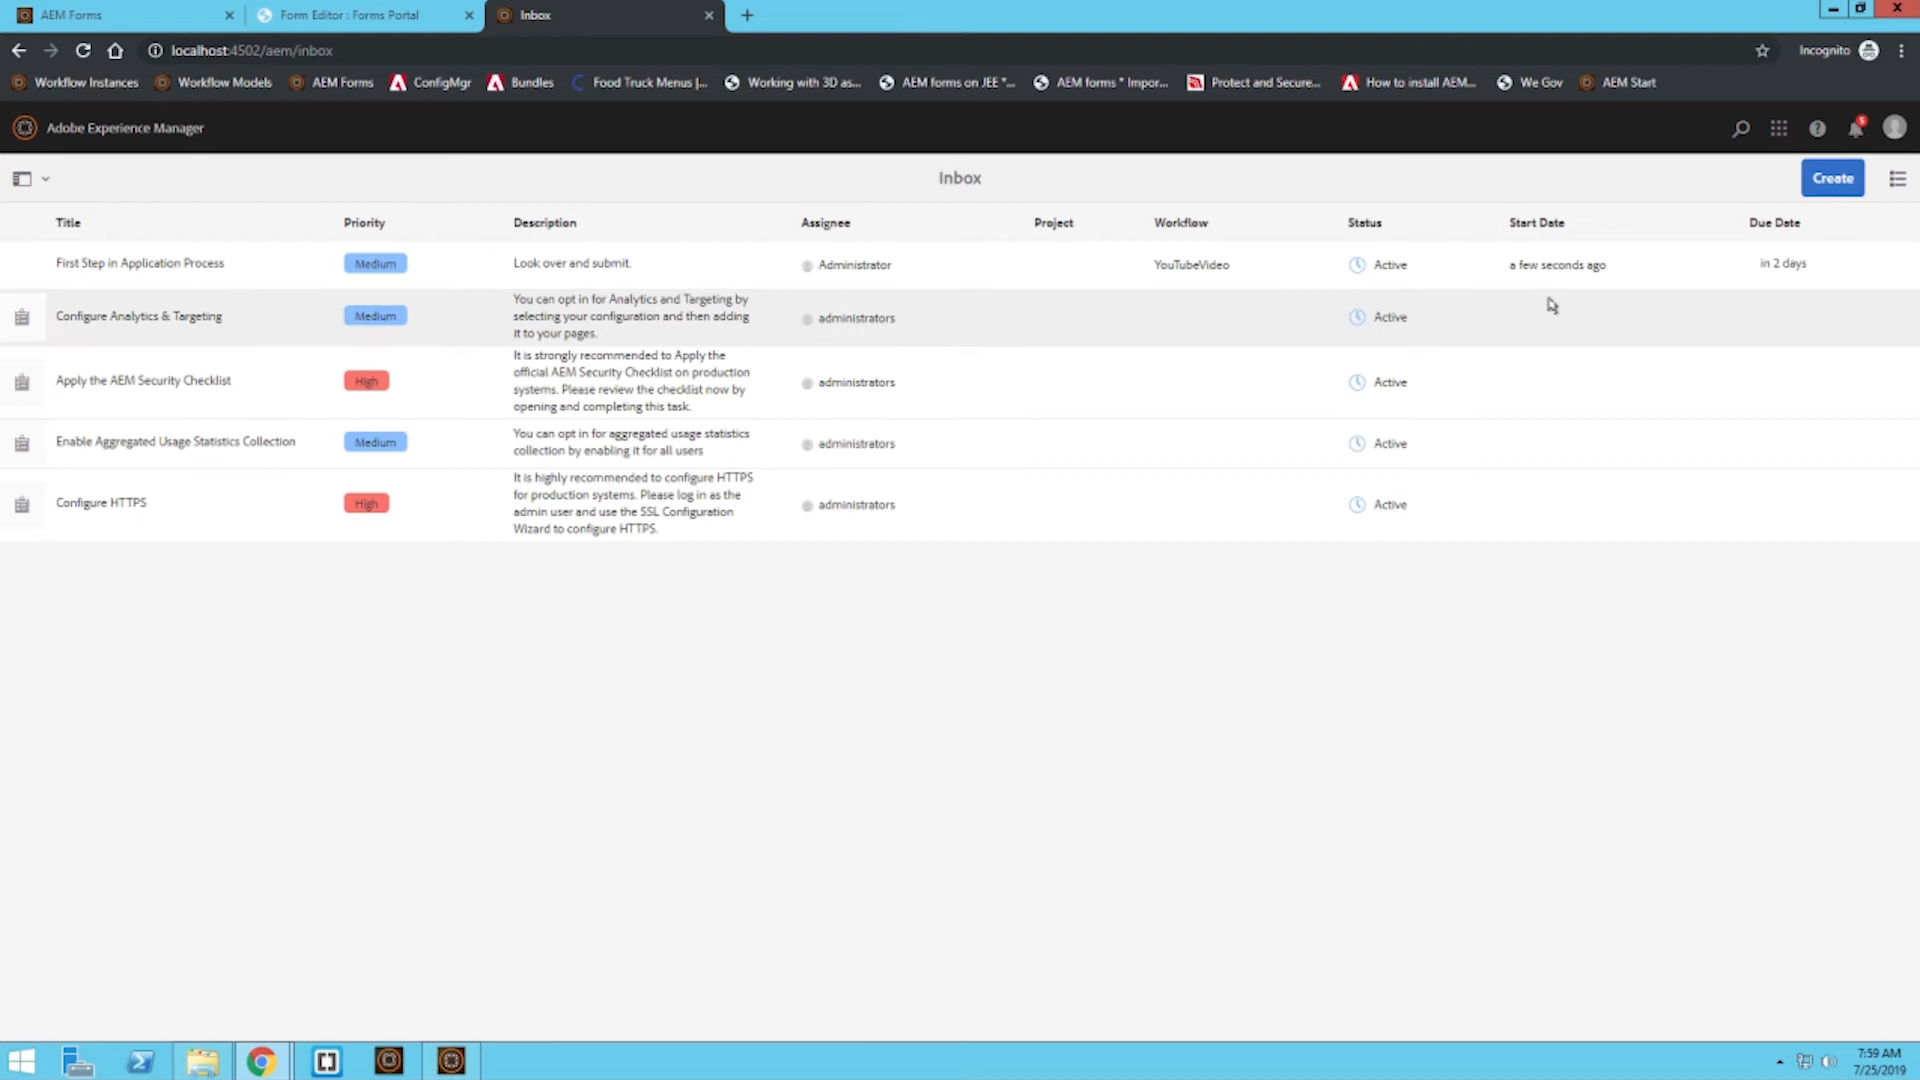 AEM Forms
Form Editor : Forms Portal
Inbox
localhost:4502/aem/inbox
Incognito
Workflow Instances
Workflow Models
AEM Forms
ConfigMgr
Bundles
Food Truck Menus |...
Working with 3D as...
AEM forms on JEE *...
AEM forms * Impor...
Protect and Secure...
How to install AEM...
We Gov
AEM Start
Adobe Experience Manager
5
Inbox
Create
Title Priority Description Assignee Project Workflow Status Start Date Due Date
First Step in Application Process Medium Look over and submit. Administrator YouTubeVideo Active a few seconds ago in 2 days
You can opt in for Analytics and Targeting by
Configure Analytics & Targeting Medium selecting your configuration and then adding administrators Active
it to your pages.
It is strongly recommended to Apply the
official AEM Security Checklist on production
Apply the AEM Security Checklist High systems. Please review the checklist now by administrators Active
opening and completing this task.
You can opt in for aggregated usage statistics
Enable Aggregated Usage Statistics Collection Medium collection by enabling it for all users administrators Active
It is highly recommended to configure HTTPS
for production systems. Please log in as the
Configure HTTPS High admin user and use the SSL Configuration administrators Active
Wizard to configure HTTPS.
7:59 AM
7/25/2019